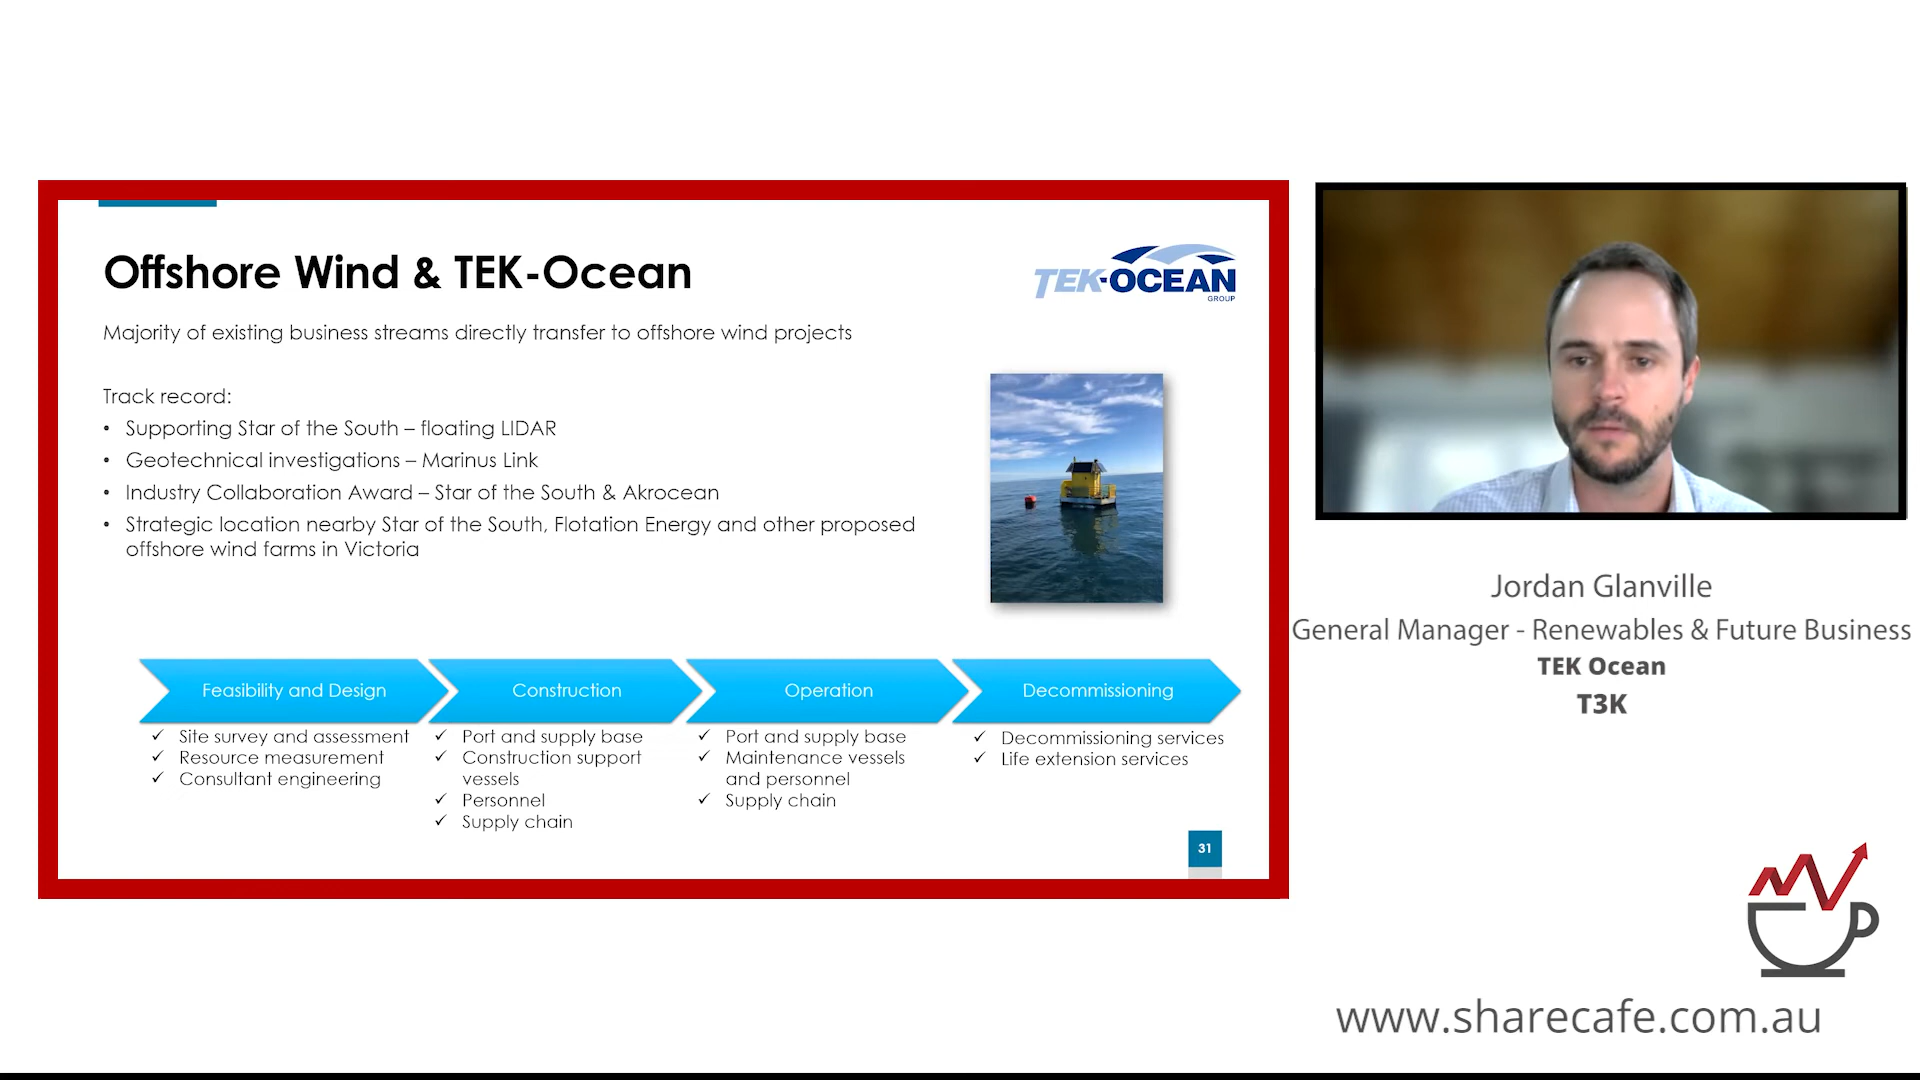 Offshore Wind & TEK-Ocean
TEK-OCEAN
GROUP
Majority of existing business streams directly transfer to offshore wind projects
Track record:
• Supporting Star of the South – floating LIDAR
• Geotechnical investigations – Marinus Link
• Industry Collaboration Award – Star of the South & Akrocean
• Strategic location nearby Star of the South, Flotation Energy and other proposed
offshore wind farms in Victoria
Feasibility and Design
✓ Site survey and assessment
✓ Resource measurement
✓ Consultant engineering
Construction
✓ Port and supply base
✓ Construction support
vessels
✓ Personnel
✓ Supply chain
Operation
✓ Port and supply base
✓ Maintenance vessels
and personnel
✓ Supply chain
Decommissioning
✓ Decommissioning services
✓ Life extension services
31
Jordan Glanville
General Manager - Renewables & Future Business
TEK Ocean
T3K
www.sharecafe.com.au